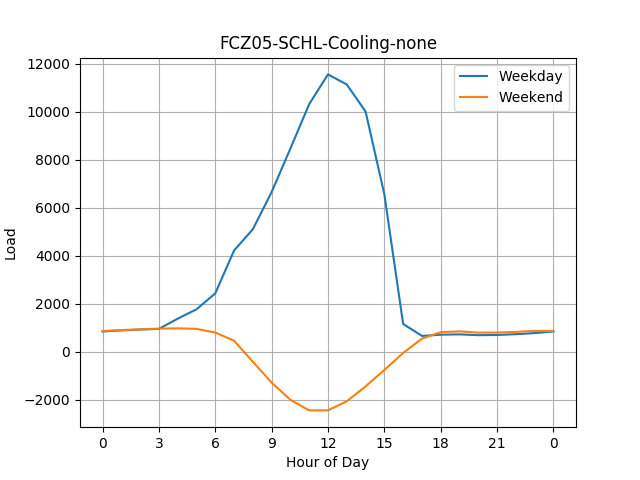 FCZ05-SCHL-Cooling-none
Weekday
Weekend
12000
10000
8000
6000
4000
2000
0
−2000
Load
0 3 6 9 12 15 18 21 0
Hour of Day